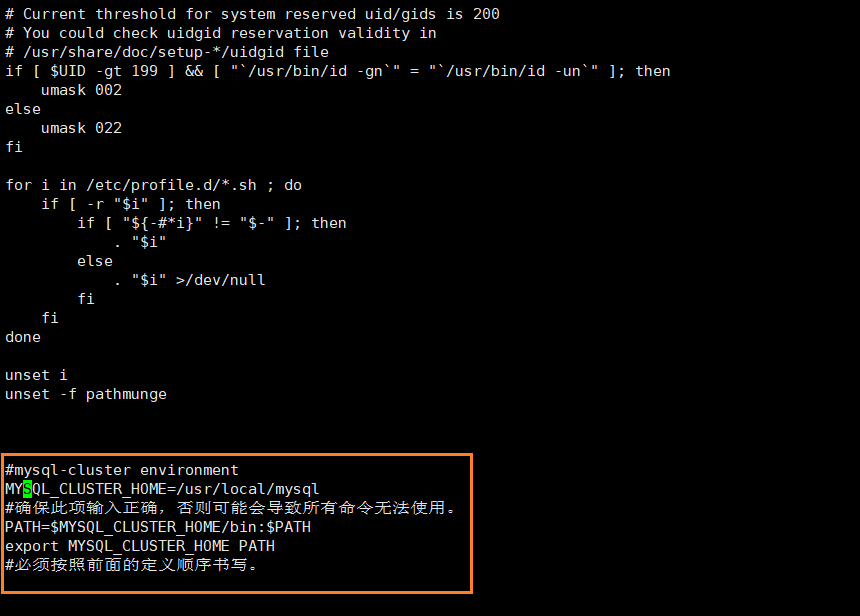 # Current threshold for system reserved uid/gids is 200
# You could check uidgid reservation validity in
# /usr/share/doc/setup-*/uidgid file
if [ $UID -gt 199 ] && [ "`/usr/bin/id -gn`" = "`/usr/bin/id -un`" ]; then
    umask 002
else
    umask 022
fi

for i in /etc/profile.d/*.sh ; do
    if [ -r "$i" ]; then
        if [ "${-#*i}" != "$-" ]; then
            . "$i"
        else
            . "$i" >/dev/null
        fi
    fi
done

unset i
unset -f pathmunge

#mysql-cluster environment
MYSQL_CLUSTER_HOME=/usr/local/mysql
#确保此项输入正确，否则可能会导致所有命令无法使用。
PATH=$MYSQL_CLUSTER_HOME/bin:$PATH
export MYSQL_CLUSTER_HOME PATH
#必须按照前面的定义顺序书写。